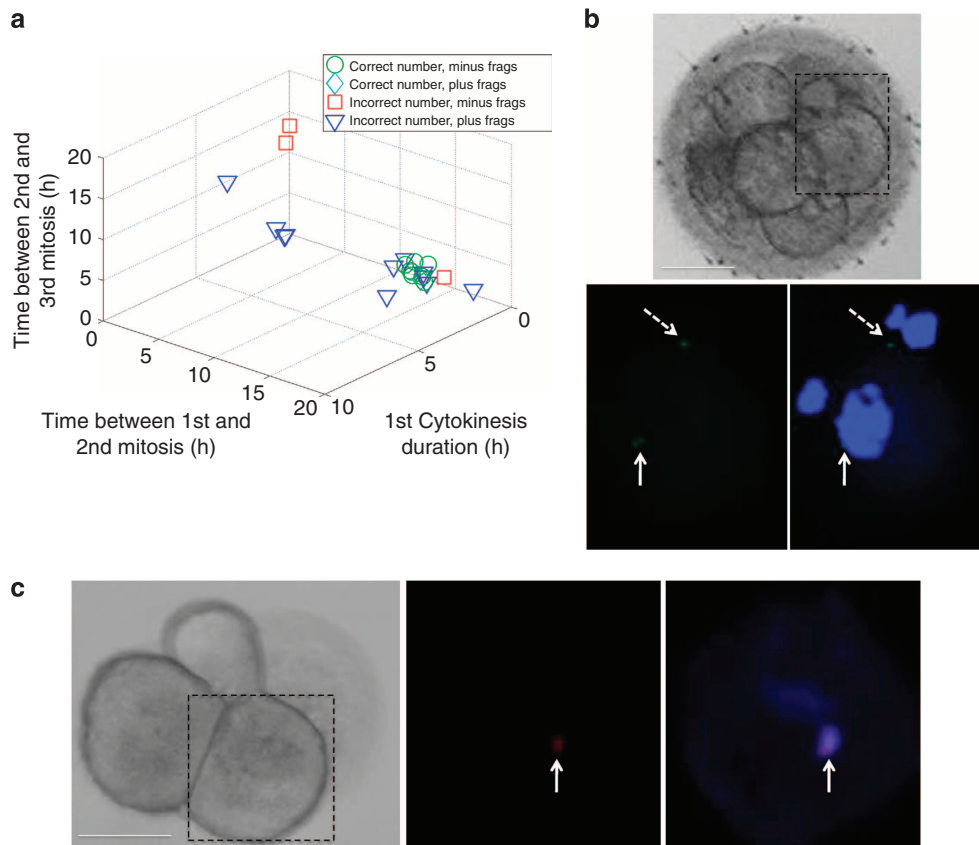 a
Correct number, minus frags
Correct number, plus frags
Incorrect number, minus frags
Incorrect number, plus frags
Time between 2nd and
3rd mitosis (h)
20
15
10
5
0
0
5
10
15
20
10
5
0
Time between 1st and
2nd mitosis (h)
1st Cytokinesis
duration (h)
b
c